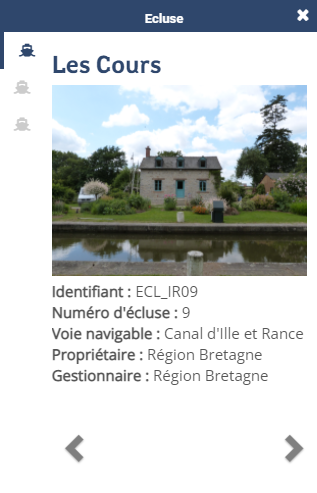 Ecluse
Les Cours
Identifiant : ECL_IR09
Numéro d'écluse : 9
Voie navigable : Canal d'Ille et Rance
Propriétaire : Région Bretagne
Gestionnaire : Région Bretagne